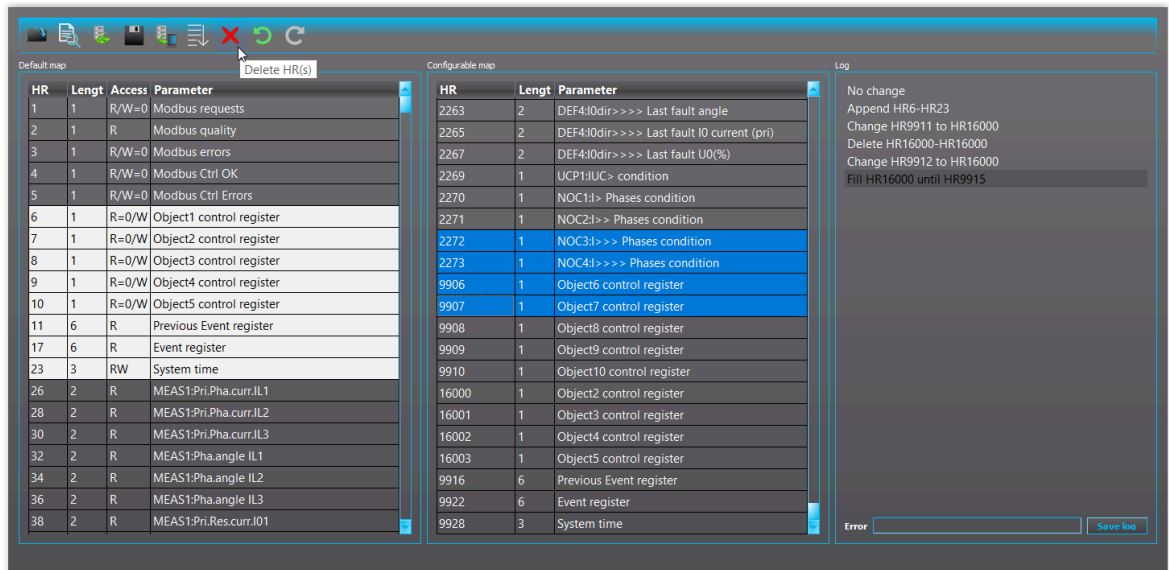 Delete HR(s)
Default map
HR Lengt Access Parameter
1 1 R/W=0 Modbus requests
2 1 R Modbus quality
3 1 R/W=0 Modbus errors
4 1 R/W=0 Modbus Ctrl OK
5 1 R/W=0 Modbus Ctrl Errors
6 1 R=0/W Object1 control register
7 1 R=0/W Object2 control register
8 1 R=0/W Object3 control register
9 1 R=0/W Object4 control register
10 1 R=0/W Object5 control register
11 6 R Previous Event register
17 6 R Event register
23 3 RW System time
26 2 R MEAS1:Pri.Pha.curr.IL1
28 2 R MEAS1:Pri.Pha.curr.IL2
30 2 R MEAS1:Pri.Pha.curr.IL3
32 2 R MEAS1:Pha.angle IL1
34 2 R MEAS1:Pha.angle IL2
36 2 R MEAS1:Pha.angle IL3
38 2 R MEAS1:Pri.Res.curr.I01
Configurable map
HR Lengt Parameter
2263 2 DEF4:I0dir>>>> Last fault angle
2265 2 DEF4:I0dir>>>> Last fault I0 current (pri)
2267 2 DEF4:I0dir>>>> Last fault U0(%)
2269 1 UCP1:IUC> condition
2270 1 NOC1:I> Phases condition
2271 1 NOC2:I>> Phases condition
2272 1 NOC3:I>>> Phases condition
2273 1 NOC4:I>>>> Phases condition
9906 1 Object6 control register
9907 1 Object7 control register
9908 1 Object8 control register
9909 1 Object9 control register
9910 1 Object10 control register
16000 1 Object2 control register
16001 1 Object3 control register
16002 1 Object4 control register
16003 1 Object5 control register
9916 6 Previous Event register
9922 6 Event register
9928 3 System time
Log
No change
Append HR6-HR23
Change HR9911 to HR16000
Delete HR16000-HR16000
Change HR9912 to HR16000
Fill HR16000 until HR9915
Error
Save log